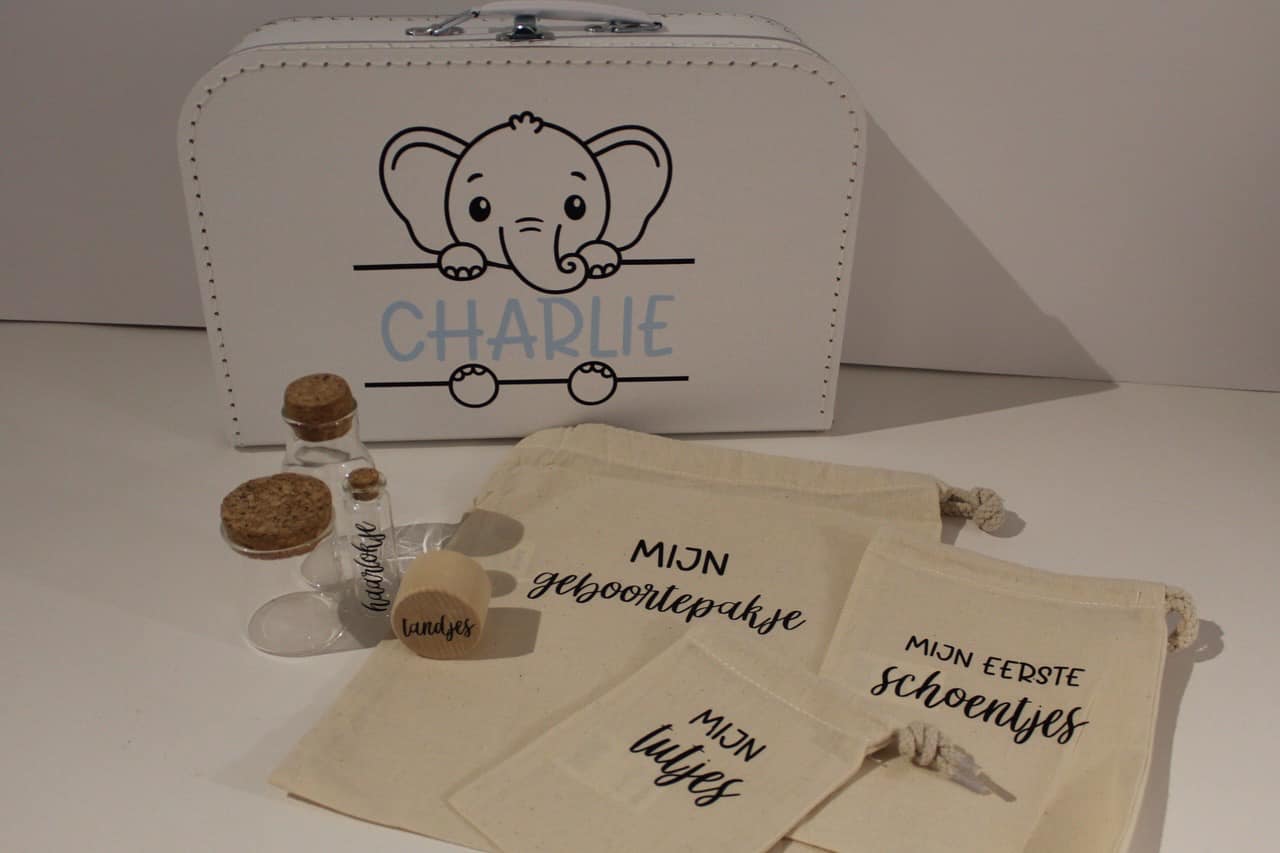 CHARLIE
haarlokje
tandjes
MIJN
geboortepakje
MIJN EERSTE
schoentjes
MIJN
tutjes